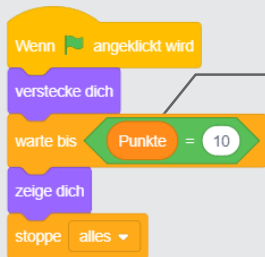 Wenn angeklickt wird
verstecke dich
warte bis Punkte = 10
zeige dich
stoppe alles